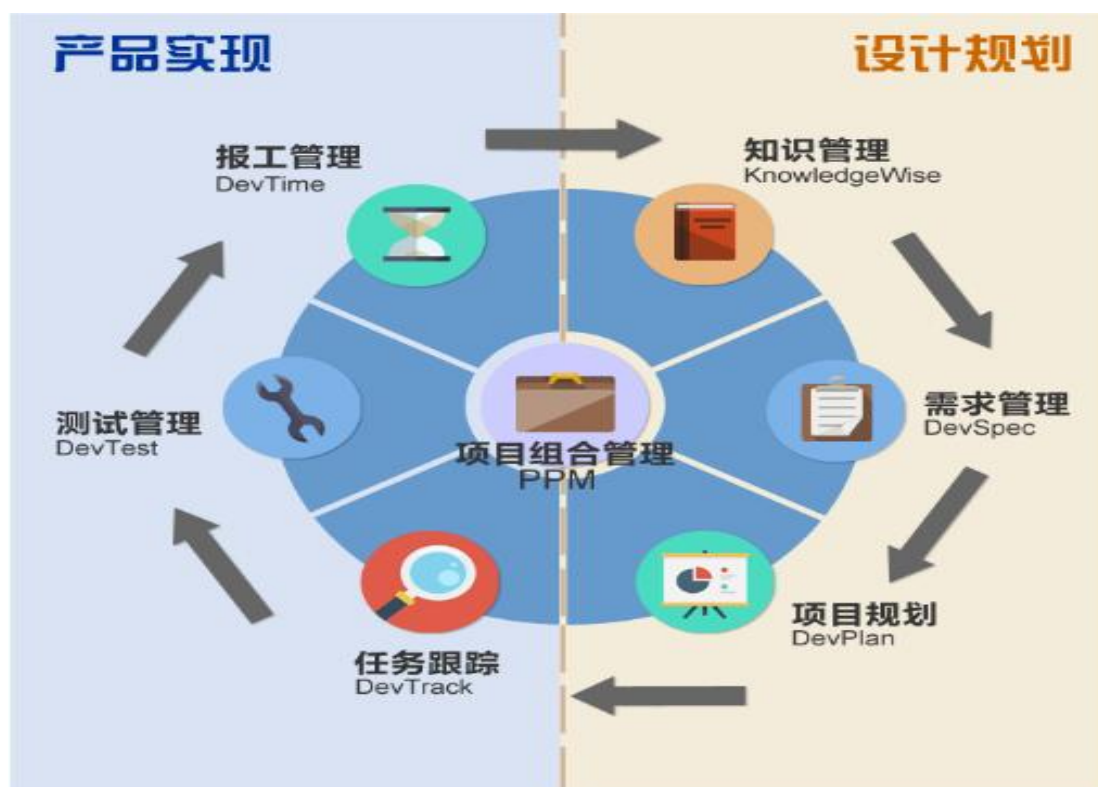 产品实现
设计规划
报工管理
DevTime
知识管理
KnowledgeWise
测试管理
DevTest
需求管理
DevSpec
项目组合管理
PPM
项目规划
DevPlan
任务跟踪
DevTrack